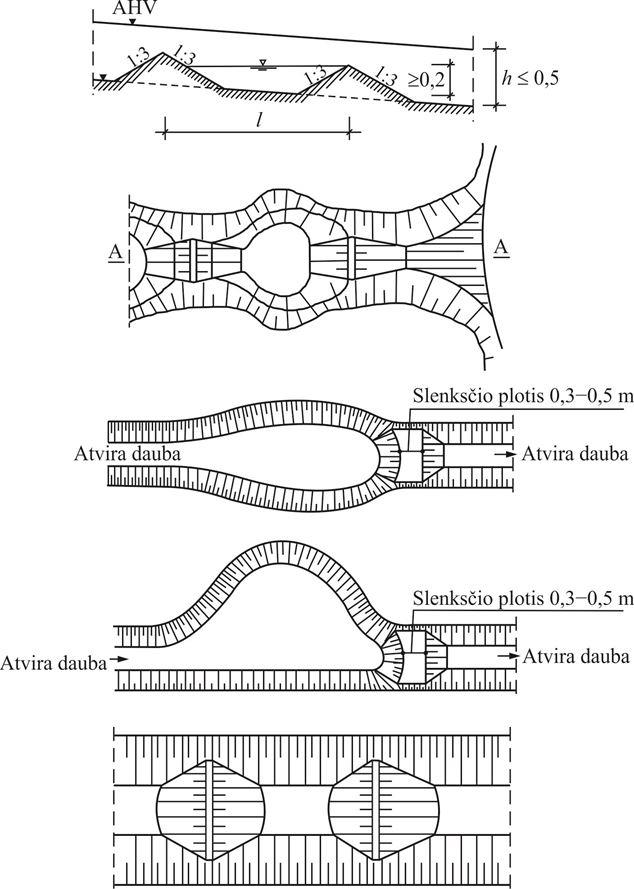 AHV
1:3
1:3
1:3
1:3
≥0,2
h ≤ 0,5
l
A
A
Slenksčio plotis 0,3−0,5 m
Atvira dauba
Atvira dauba
Slenksčio plotis 0,3−0,5 m
Atvira dauba
Atvira dauba